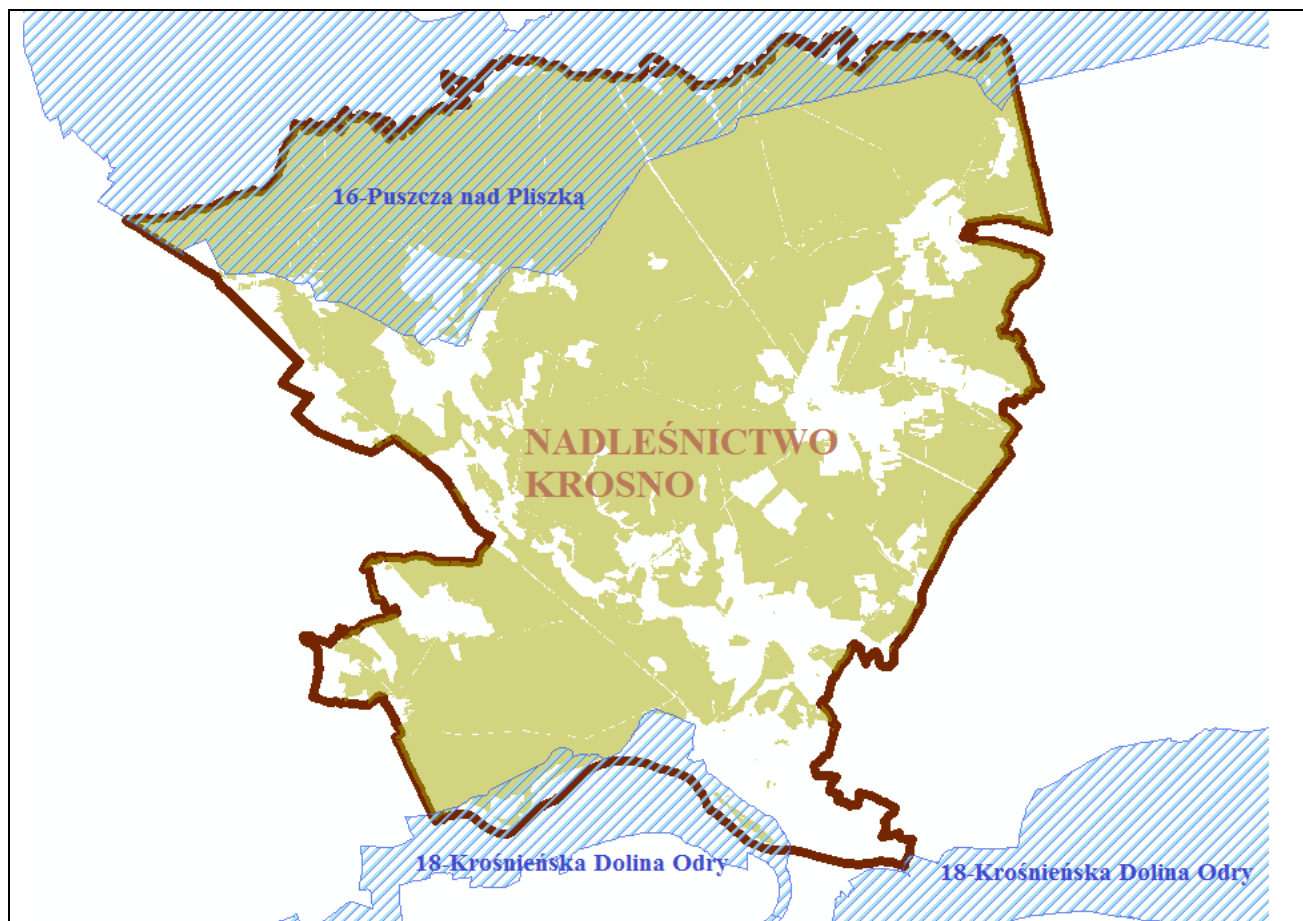 16-Puszcza nad Pliszką
NADLEŚNICTWO
KROSNO
18-Krośnieńska Dolina Odry
18-Krośnieńska Dolina Odry